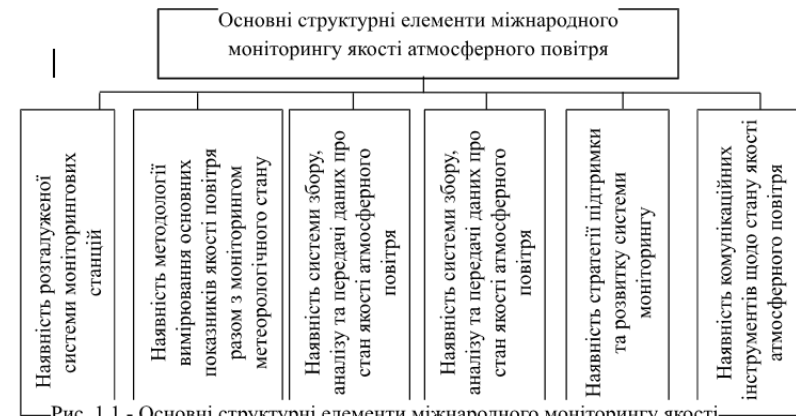 Основні структурні елементи міжнародного
моніторингу якості атмосферного повітря
Наявність розгалуженої
системи моніторингових
станцій
Наявність методології
вимірювання основних
показників якості повітря
разом з моніторингом
метеорологічного стану
Наявність системи збору,
аналізу та передачі даних про
стан якості атмосферного
повітря
Наявність системи збору,
аналізу та передачі даних про
стан якості атмосферного
повітря
Наявність стратегії підтримки
та розвитку системи
моніторингу
Наявність комунікаційних
інструментів щодо стану якості
атмосферного повітря
Рис. 1.1 - Основні структурні елементи міжнародного моніторингу якості